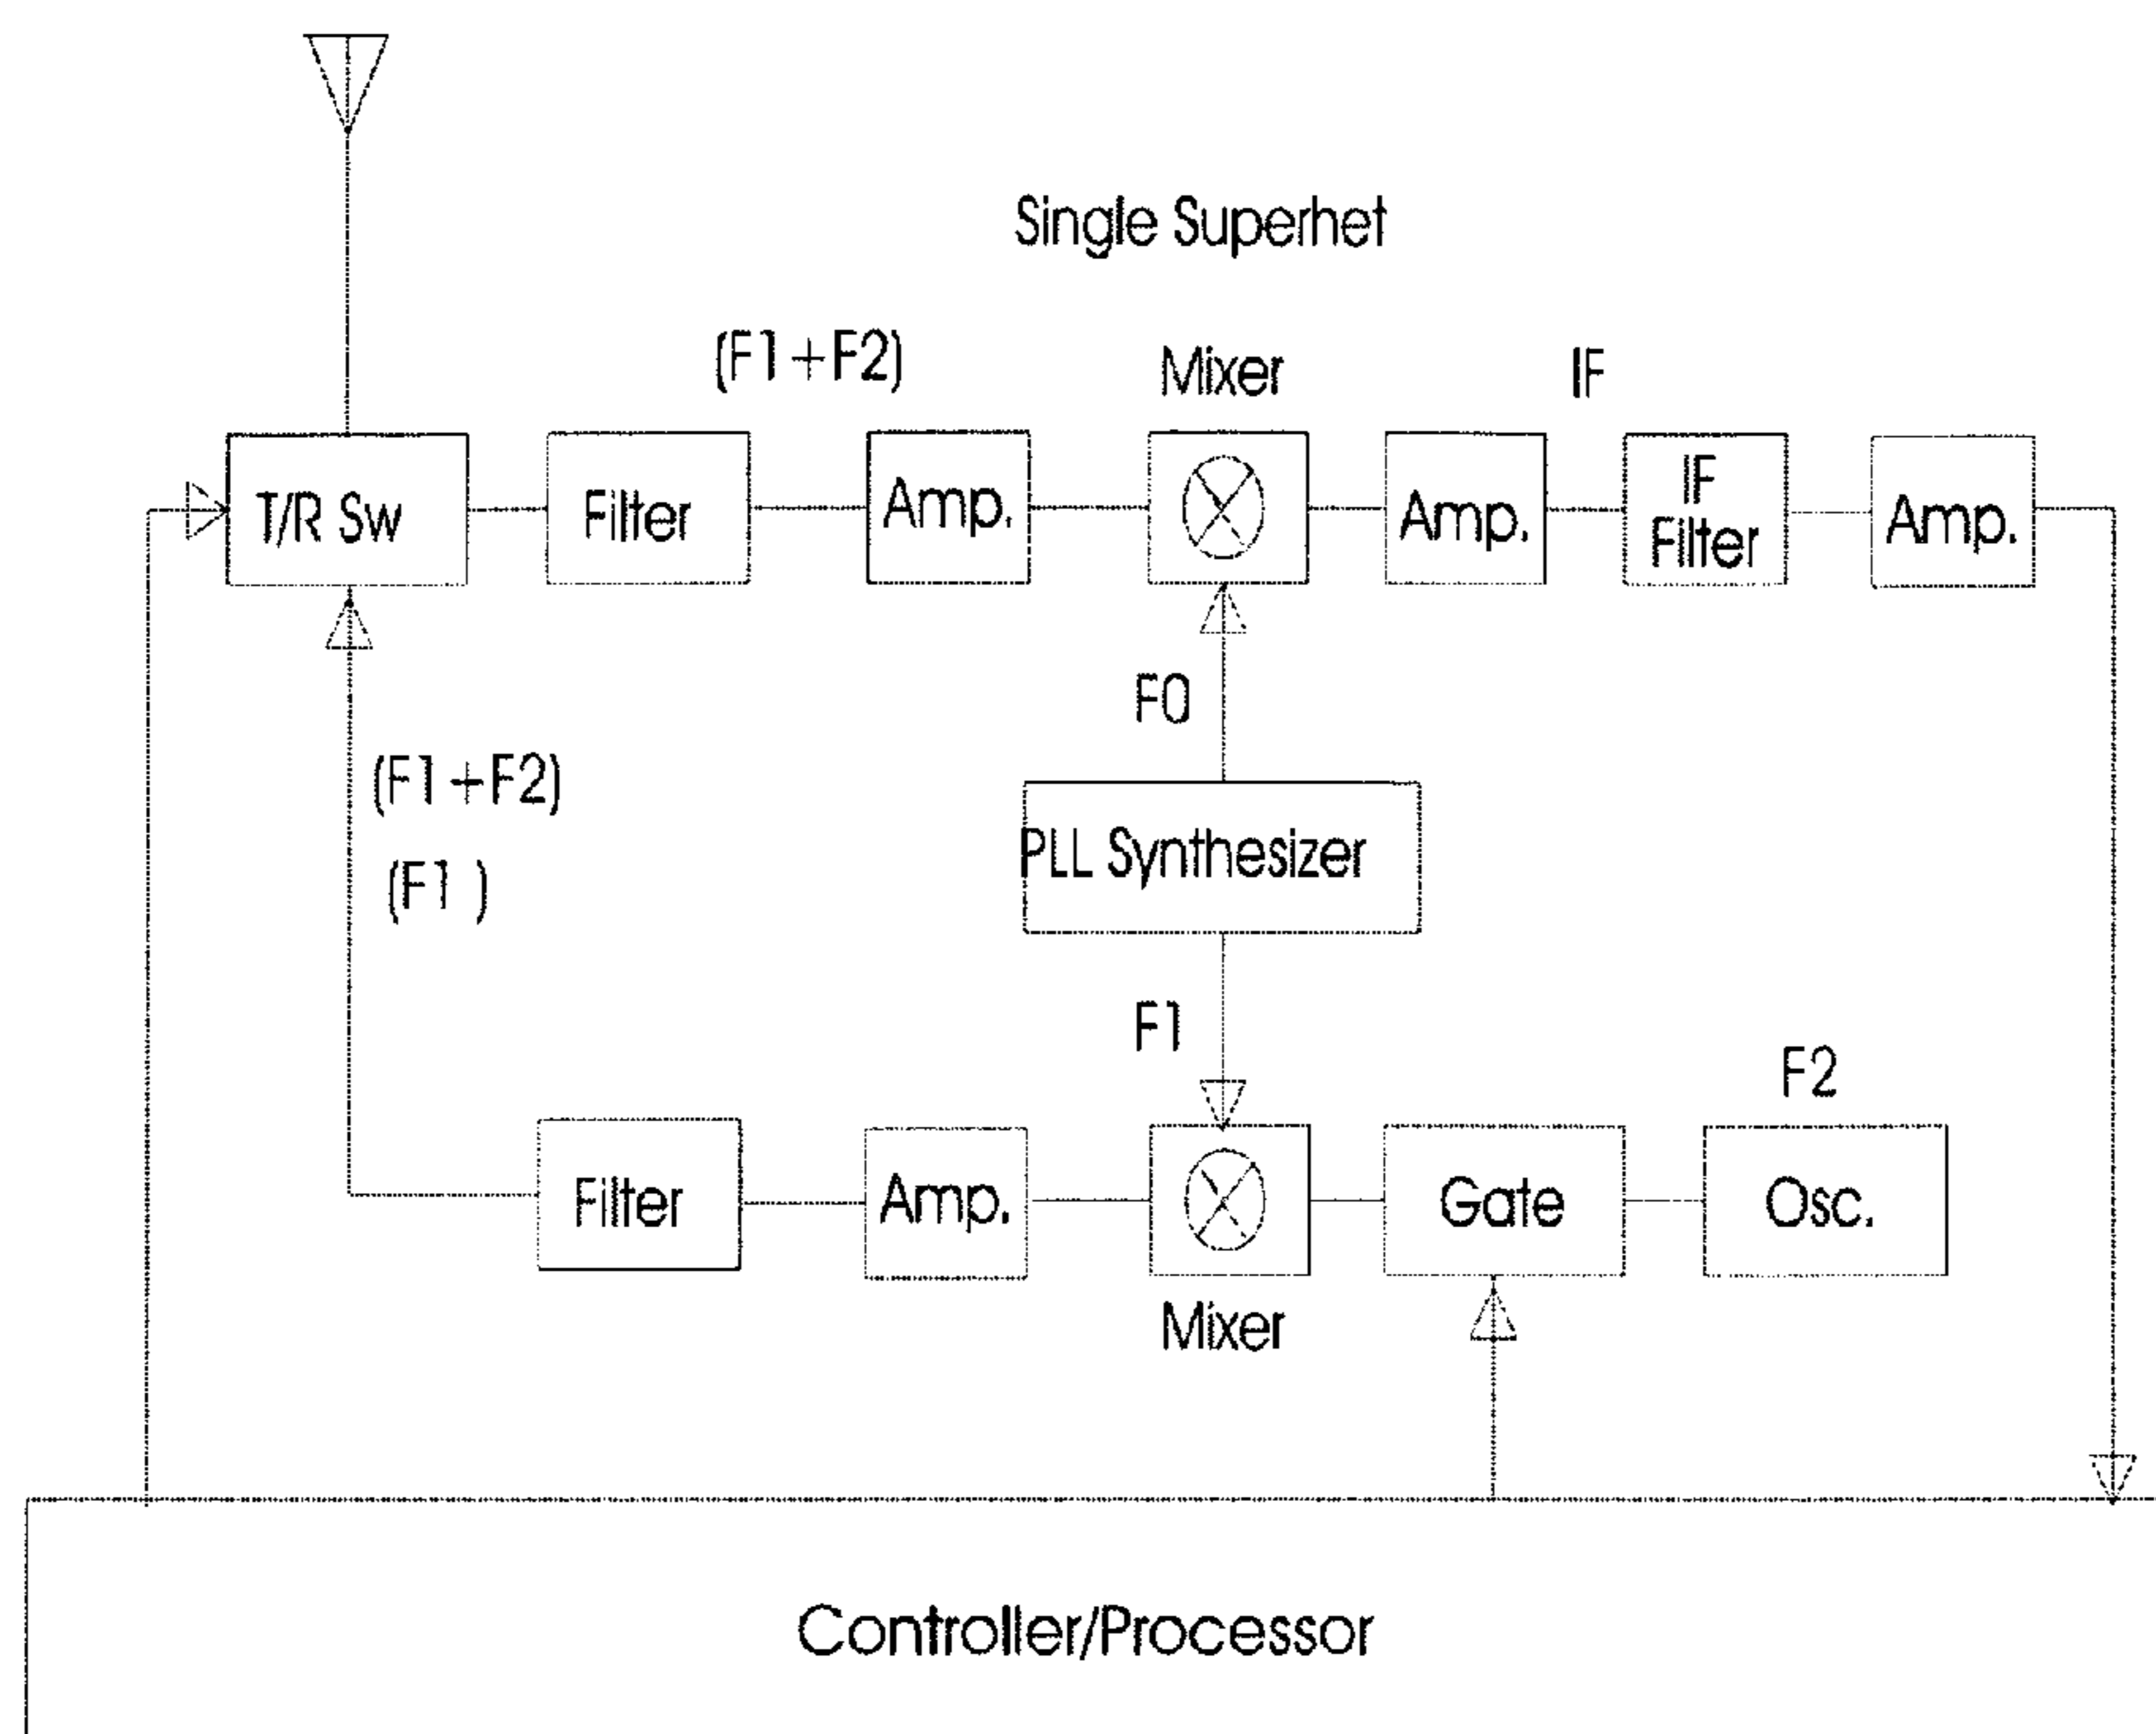 Single Superhet
(F1+F2)
Mixer
IF
T/R Sw
Filter
Amp.
Amp.
IF
Filter
Amp.
F0
(F1+F2)
(F1 )
PLL Synthesizer
F1
F2
Filter
Amp.
Gate
Osc.
Mixer
Controller/Processor